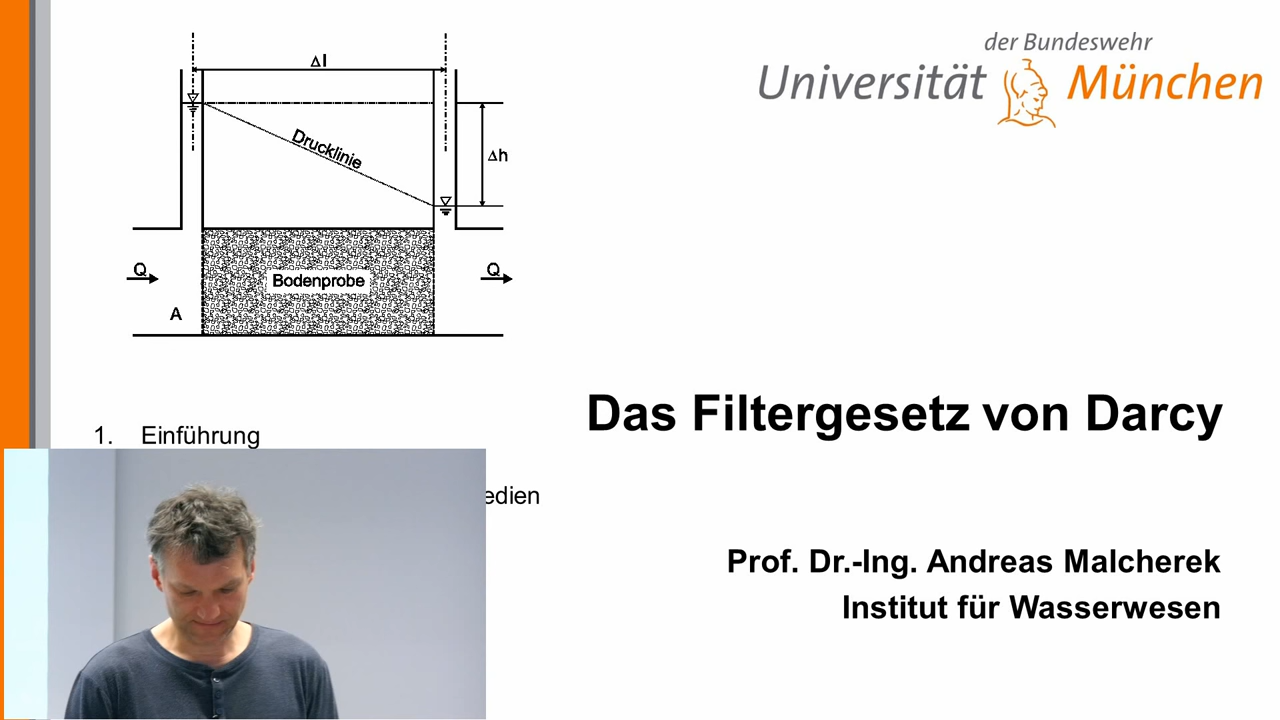 Δl
Drucklinie
Δh
Q
Bodenprobe
Q
A
der Bundeswehr
Universität München
Das Filtergesetz von Darcy
1. Einführung
edien
Prof. Dr.-Ing. Andreas Malcherek
Institut für Wasserwesen